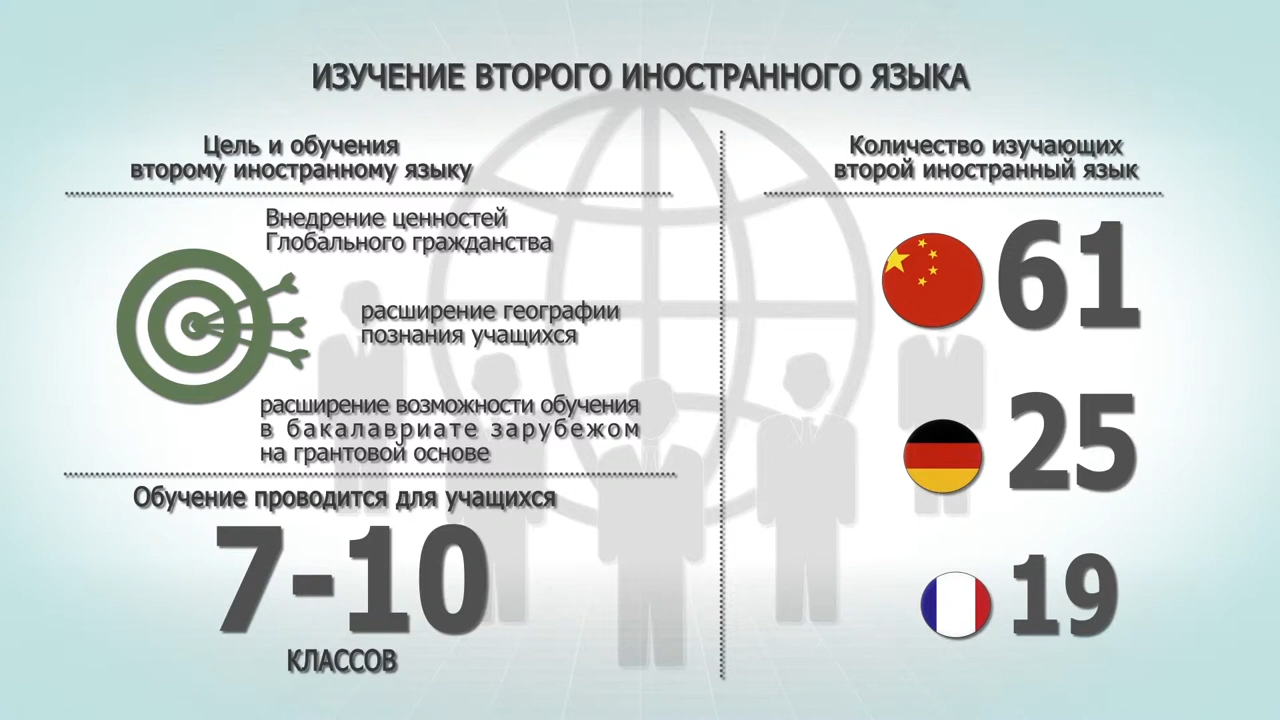 ИЗУЧЕНИЕ ВТОРОГО ИНОСТРАННОГО ЯЗЫКА
Цель и обучения
второму иностранному языку
Внедрение ценностей
Глобального гражданства
расширение географии
познания учащихся
расширение возможности обучения
в бакалавриате зарубежом
на грантовой основе
Обучение проводится для учащихся
7-10
КЛАССОВ
Количество изучающих
второй иностранный язык
61
25
19